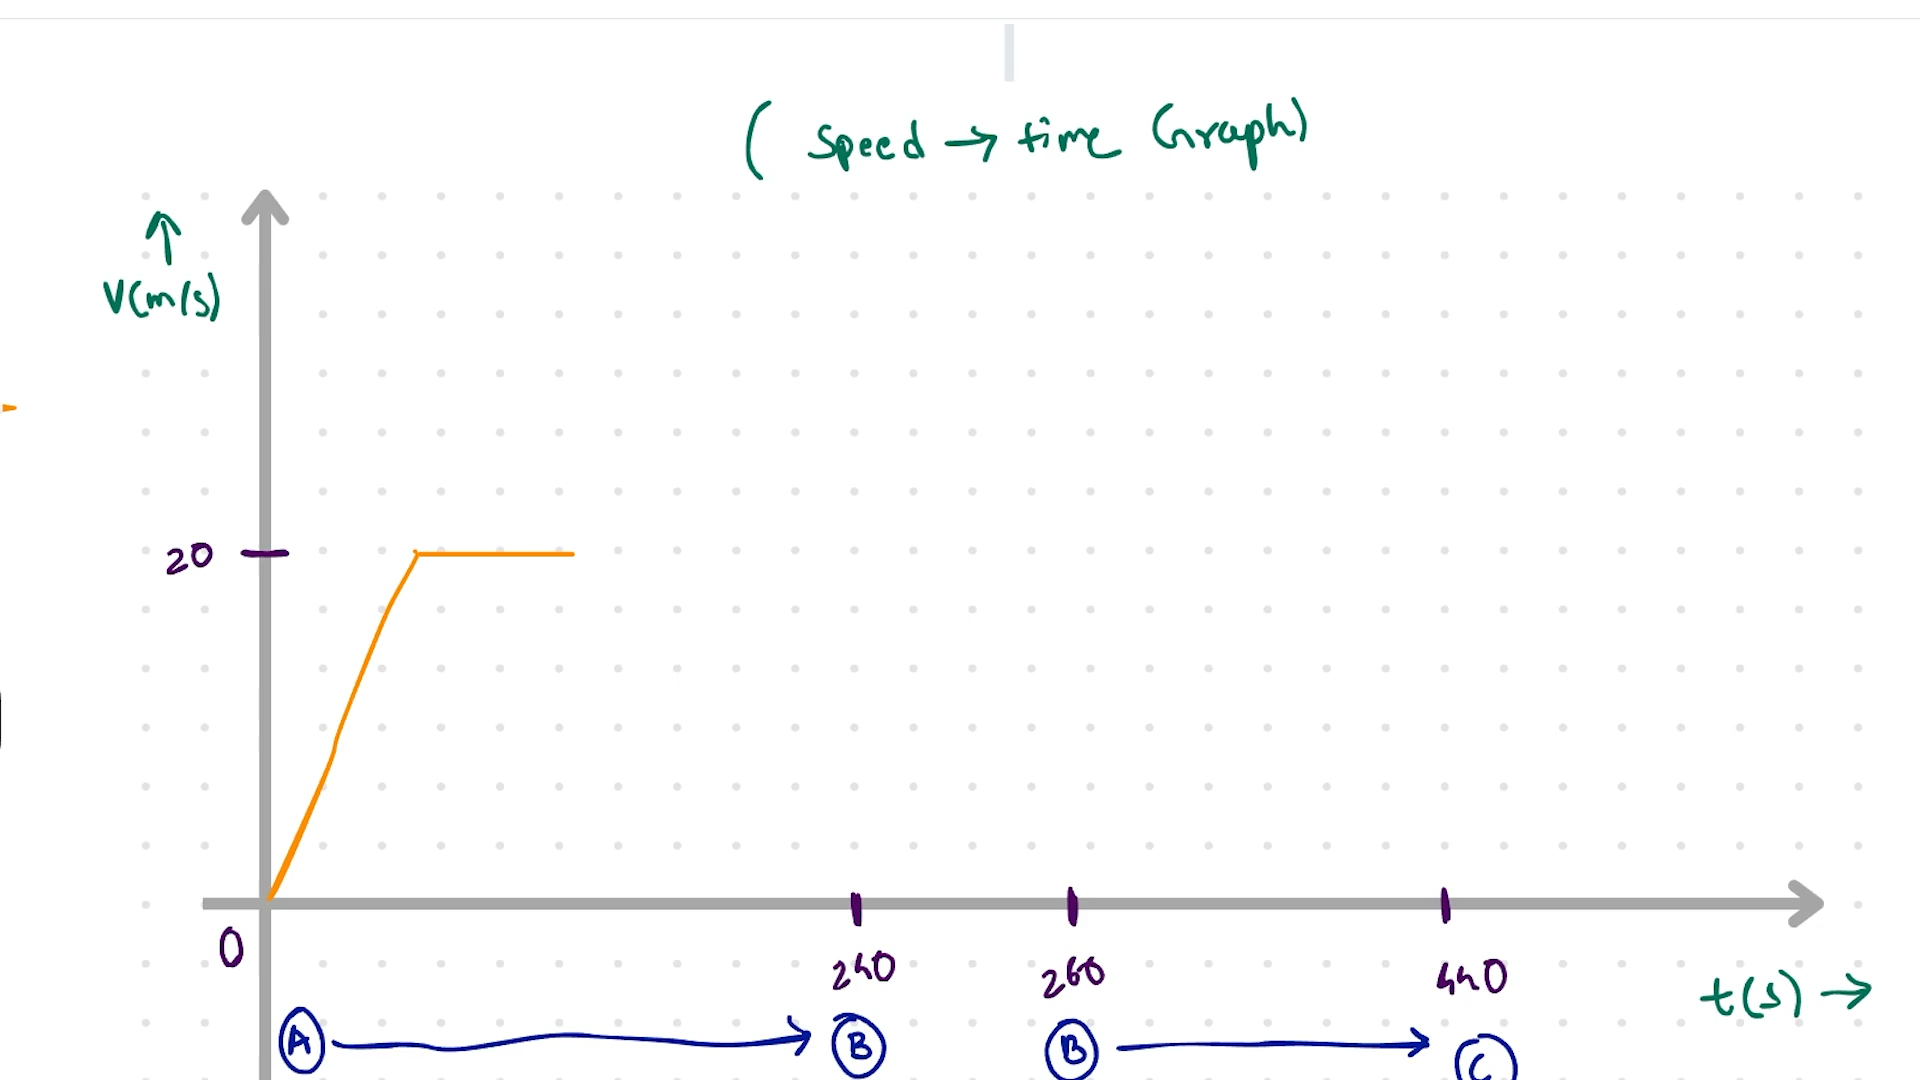 ( Speed → time Graph)
↑
V(m/s)
20
0
240 260 440
t(s) →
A → B B → C